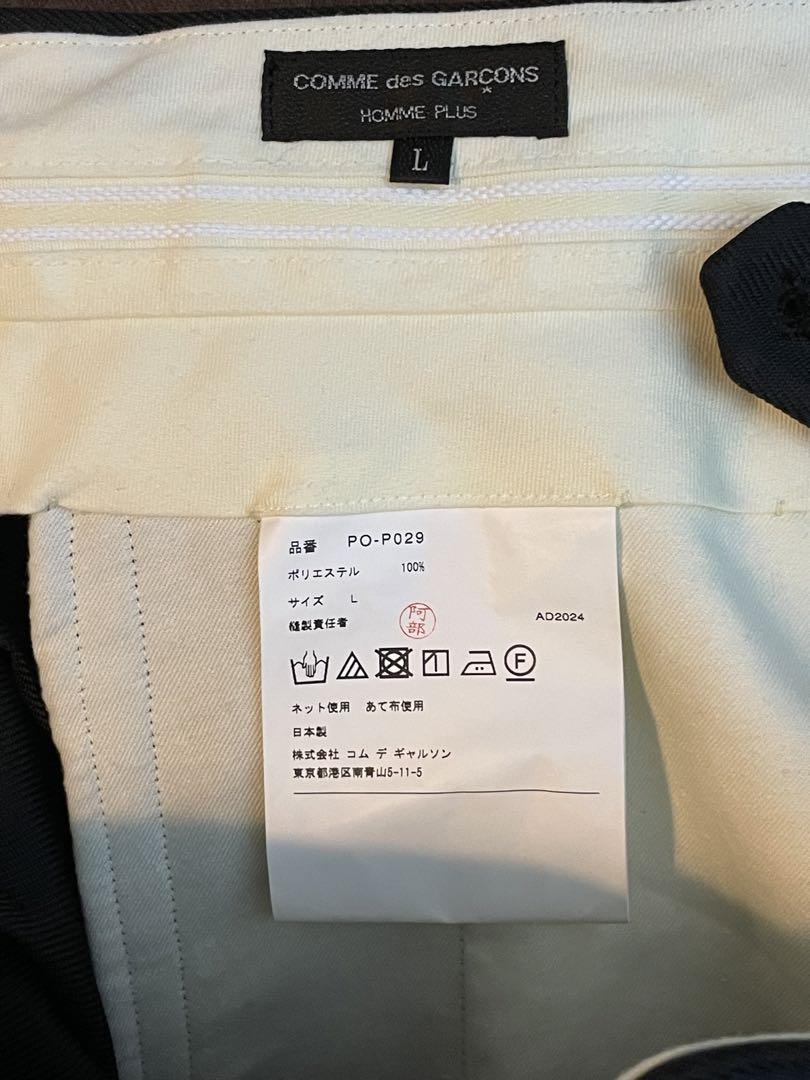 COMME des GARÇONS
HOMME PLUS
L
品番 PO-P029
ポリエステル 100%
サイズ L
縫製責任者 阿部 AD2024
F
ネット使用 あて布使用
日本製
株式会社 コム デ ギャルソン
東京都港区南青山5-11-5